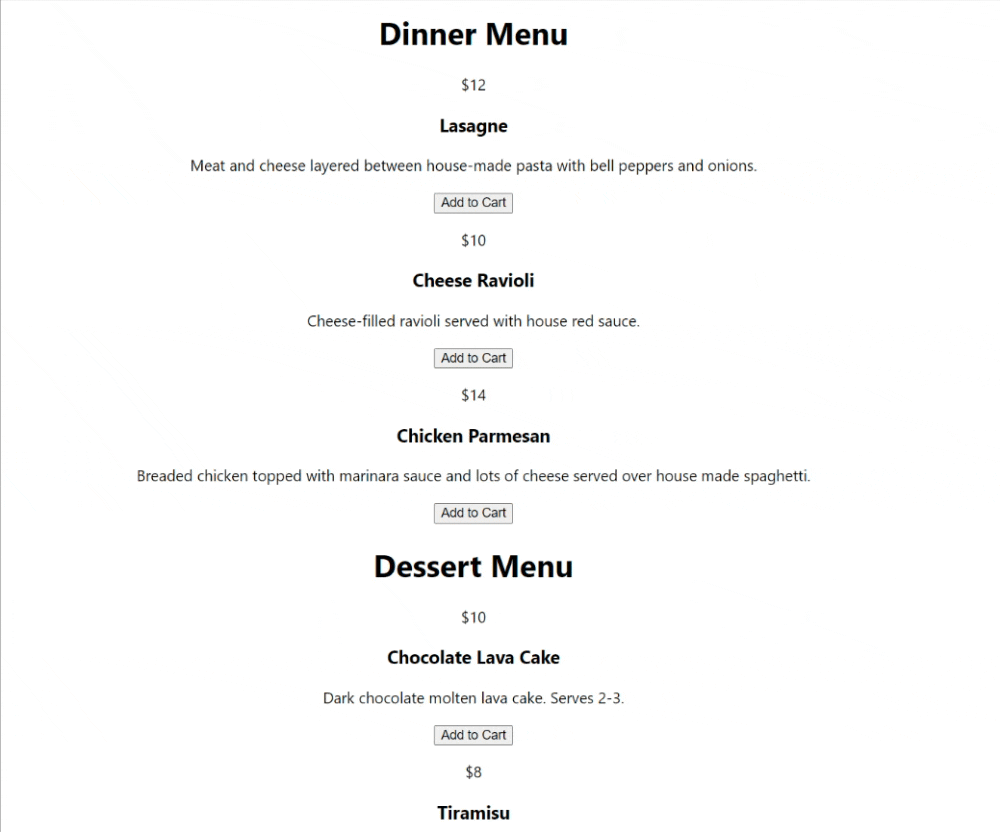 Dinner Menu
$12
Lasagne
Meat and cheese layered between house-made pasta with bell peppers and onions.
Add to Cart
$10
Cheese Ravioli
Cheese-filled ravioli served with house red sauce.
Add to Cart
$14
Chicken Parmesan
Breaded chicken topped with marinara sauce and lots of cheese served over house made spaghetti.
Add to Cart
Dessert Menu
$10
Chocolate Lava Cake
Dark chocolate molten lava cake. Serves 2-3.
Add to Cart
$8
Tiramisu